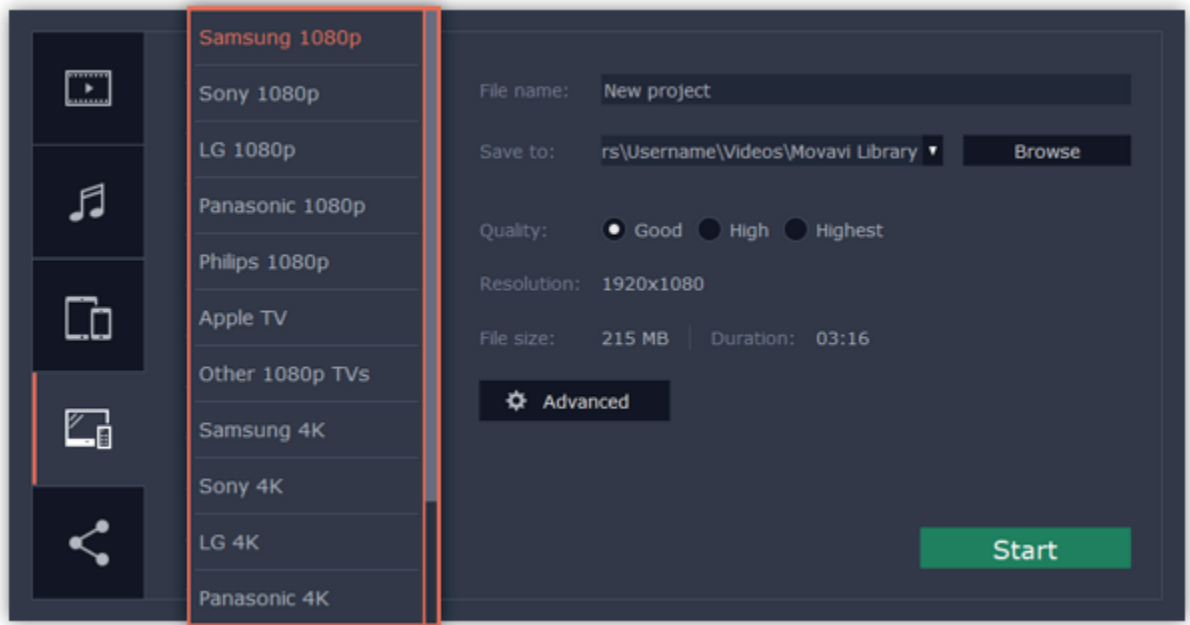 Samsung 1080p
Sony 1080p
LG 1080p
Panasonic 1080p
Philips 1080p
Apple TV
Other 1080p TVs
Samsung 4K
Sony 4K
LG 4K
Panasonic 4K
File name: New project
Save to: rs\Username\Videos\Movavi Library Browse
Quality: Good High Highest
Resolution: 1920x1080
File size: 215 MB Duration: 03:16
Advanced
Start